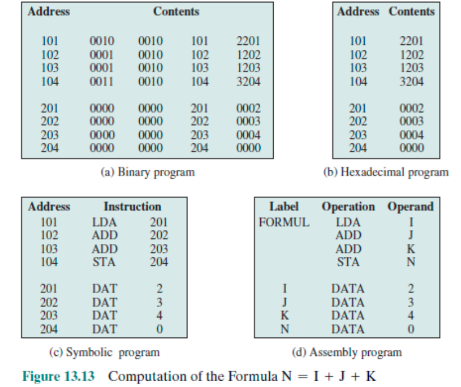 Address Contents
101 0010 0010 101 2201
102 0001 0010 102 1202
103 0001 0010 103 1203
104 0011 0010 104 3204
201 0000 0000 201 0002
202 0000 0000 202 0003
203 0000 0000 203 0004
204 0000 0000 204 0000
(a) Binary program
Address Contents
101 2201
102 1202
103 1203
104 3204
201 0002
202 0003
203 0004
204 0000
(b) Hexadecimal program
Address Instruction
101 LDA 201
102 ADD 202
103 ADD 203
104 STA 204
201 DAT 2
202 DAT 3
203 DAT 4
204 DAT 0
(c) Symbolic program
Label Operation Operand
FORMUL LDA I
ADD J
ADD K
STA N
I DATA 2
J DATA 3
K DATA 4
N DATA 0
(d) Assembly program
Figure 13.13 Computation of the Formula N = I + J + K